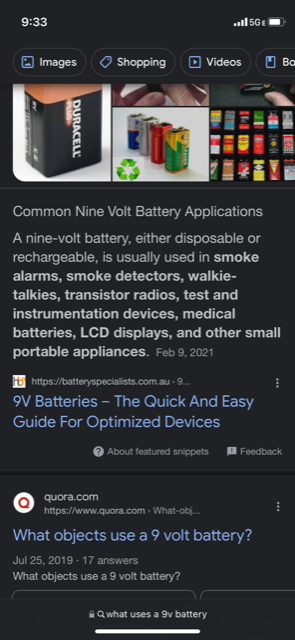 9:33
5GE
Images
Shopping
Videos
Bo
DURACELL
Common Nine Volt Battery Applications
A nine-volt battery, either disposable or
rechargeable, is usually used in smoke
alarms, smoke detectors, walkie-
talkies, transistor radios, test and
instrumentation devices, medical
batteries, LCD displays, and other small
portable appliances. Feb 9, 2021
https://batteryspecialists.com.au › 9...
9V Batteries – The Quick And Easy
Guide For Optimized Devices
About featured snippets
Feedback
quora.com
https://www.quora.com › What-obj...
What objects use a 9 volt battery?
Jul 25, 2019 · 17 answers
What objects use a 9 volt battery?
what uses a 9v battery